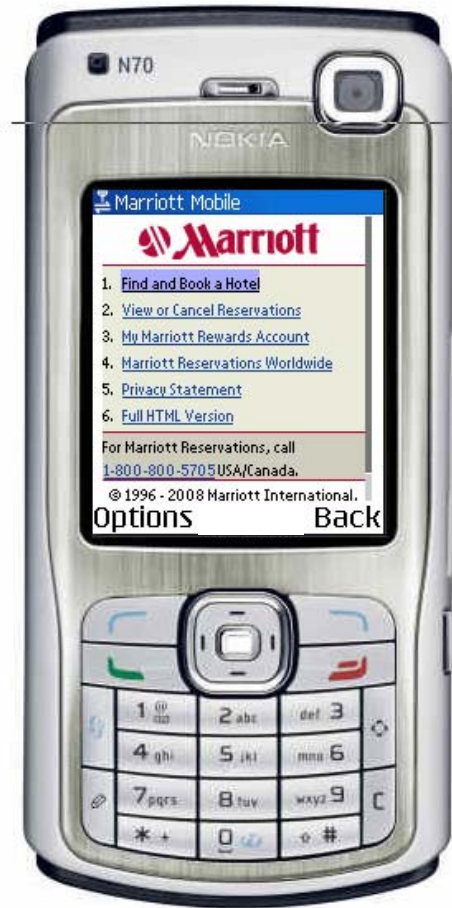 N70
NOKIA
Marriott Mobile
Marriott
1. Find and Book a Hotel
2. View or Cancel Reservations
3. My Marriott Rewards Account
4. Marriott Reservations Worldwide
5. Privacy Statement
6. Full HTML Version
For Marriott Reservations, call
1-800-800-5705 USA/Canada.
© 1996 - 2008 Marriott International.
Options Back
1 2 abc def 3
4 ghi 5 jkl mno 6
7 pqrs 8 tuv wxyz 9 C
* + 0 #